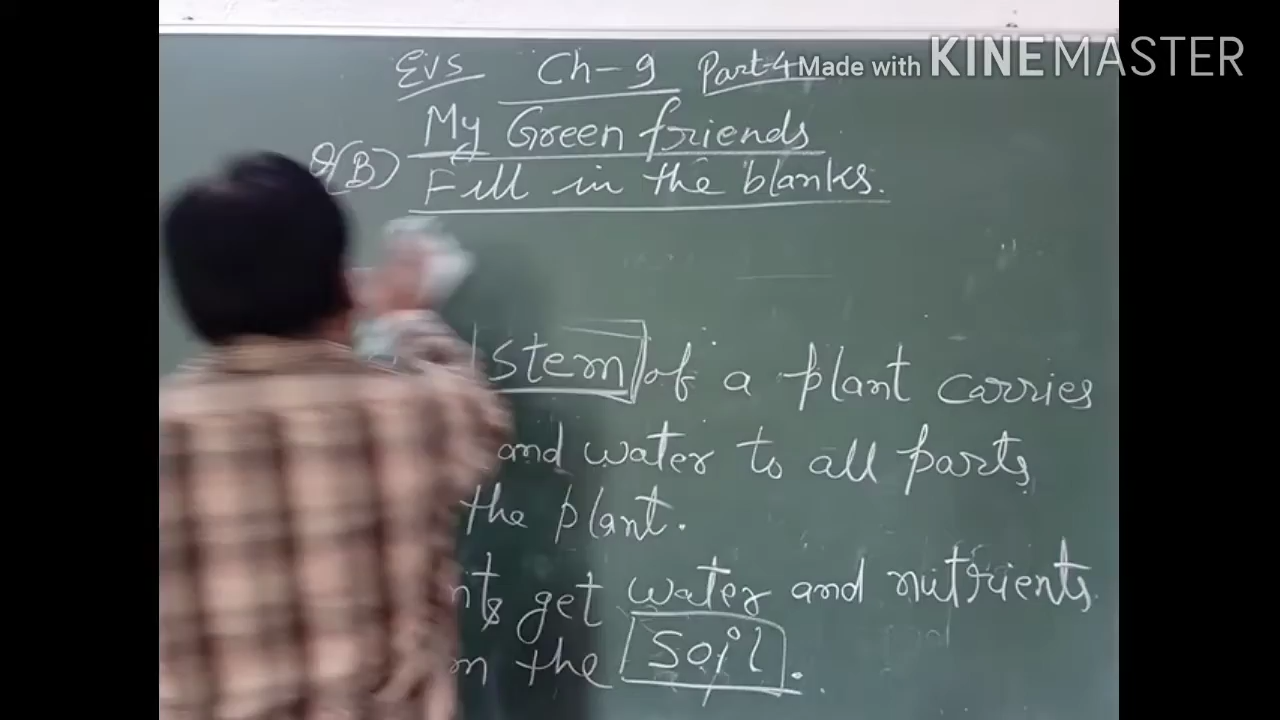 Evs Ch-9 Part-4
Made with KINEMASTER
My Green friends
Q(B) Fill in the blanks.
stem of a plant carries
and water to all parts
the plant.
get water and nutrients
the Soil.